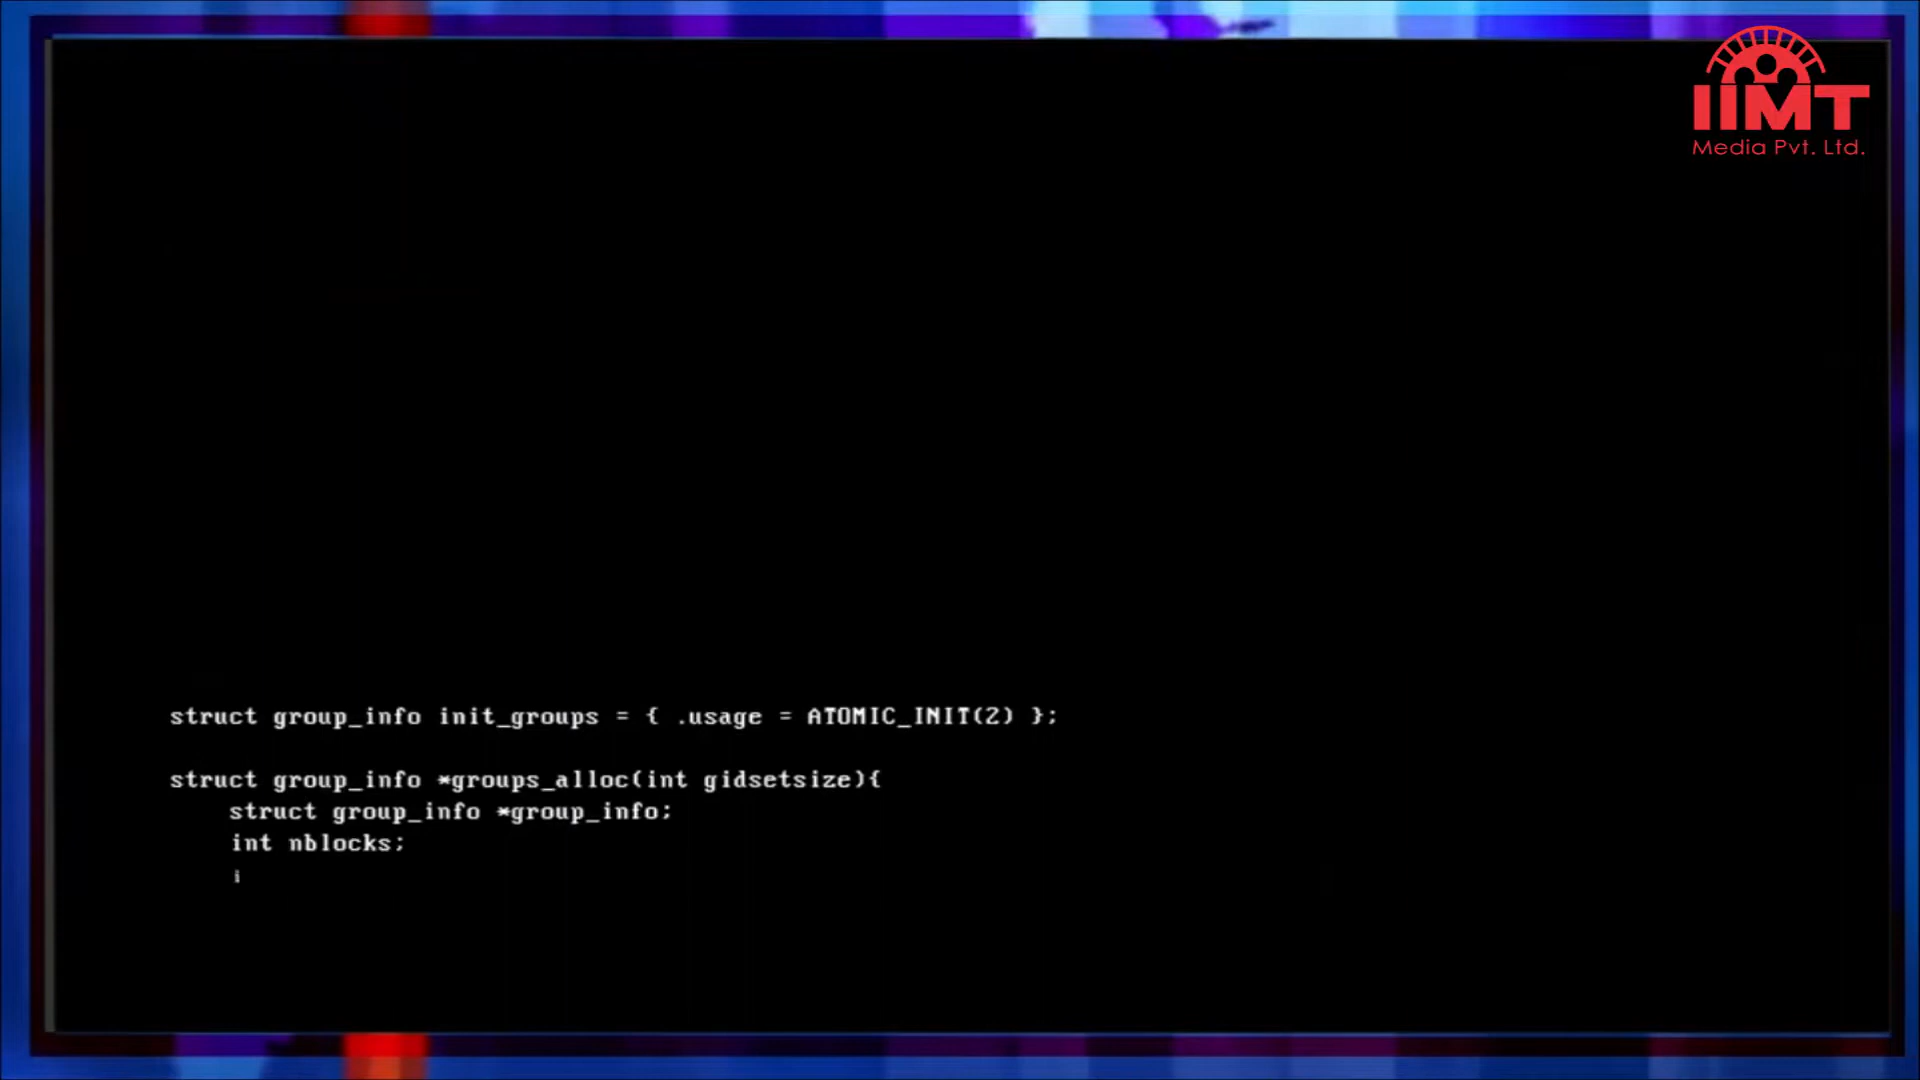 IIMT
Media Pvt. Ltd.
struct group_info init_groups = { .usage = ATOMIC_INIT(2) };
struct group_info *groups_alloc(int gidsetsize){
struct group_info *group_info;
int nblocks;
i